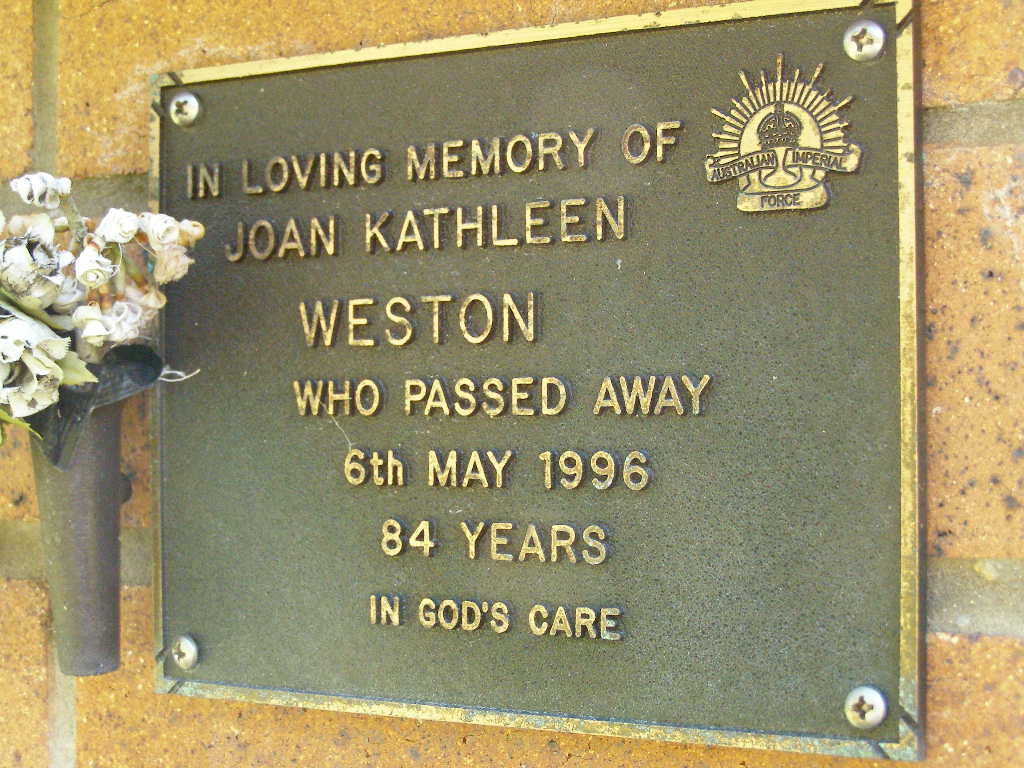 AUSTRALIAN IMPERIAL
FORCE
IN LOVING MEMORY OF
JOAN KATHLEEN
WESTON
WHO PASSED AWAY
6th MAY 1996
84 YEARS
IN GOD'S CARE